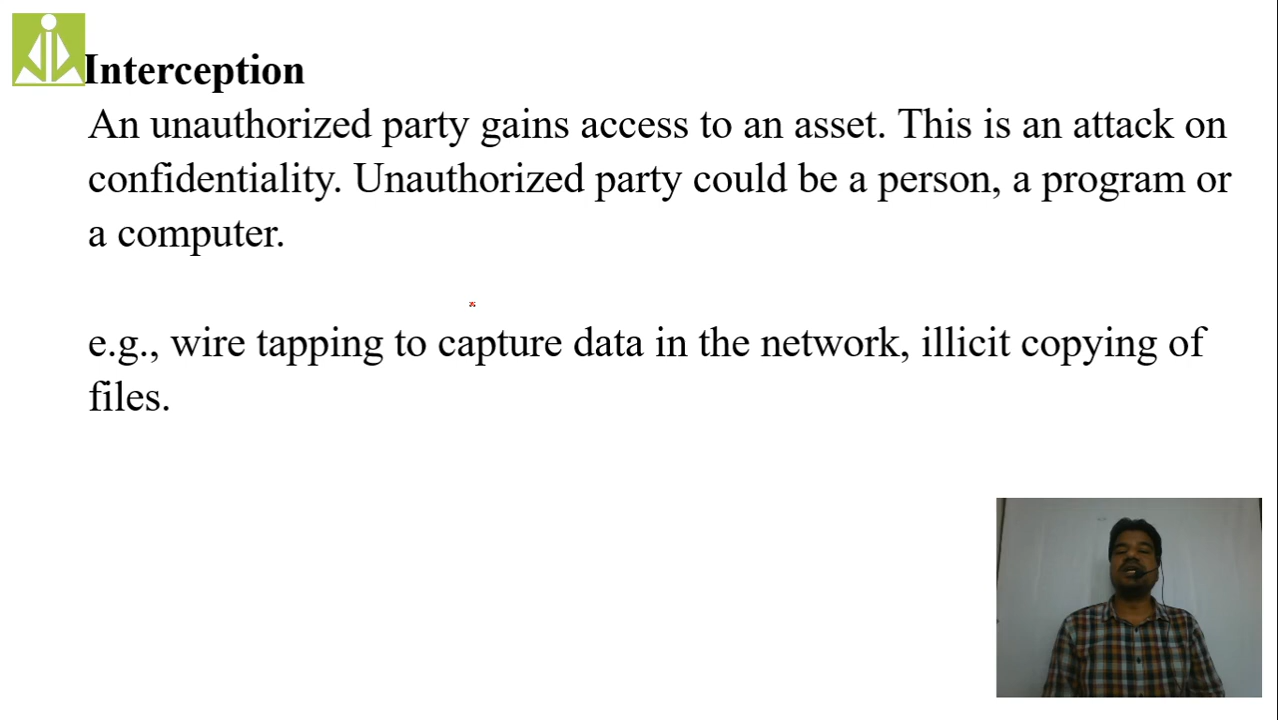 Interception
An unauthorized party gains access to an asset. This is an attack on
confidentiality. Unauthorized party could be a person, a program or
a computer.
e.g., wire tapping to capture data in the network, illicit copying of
files.